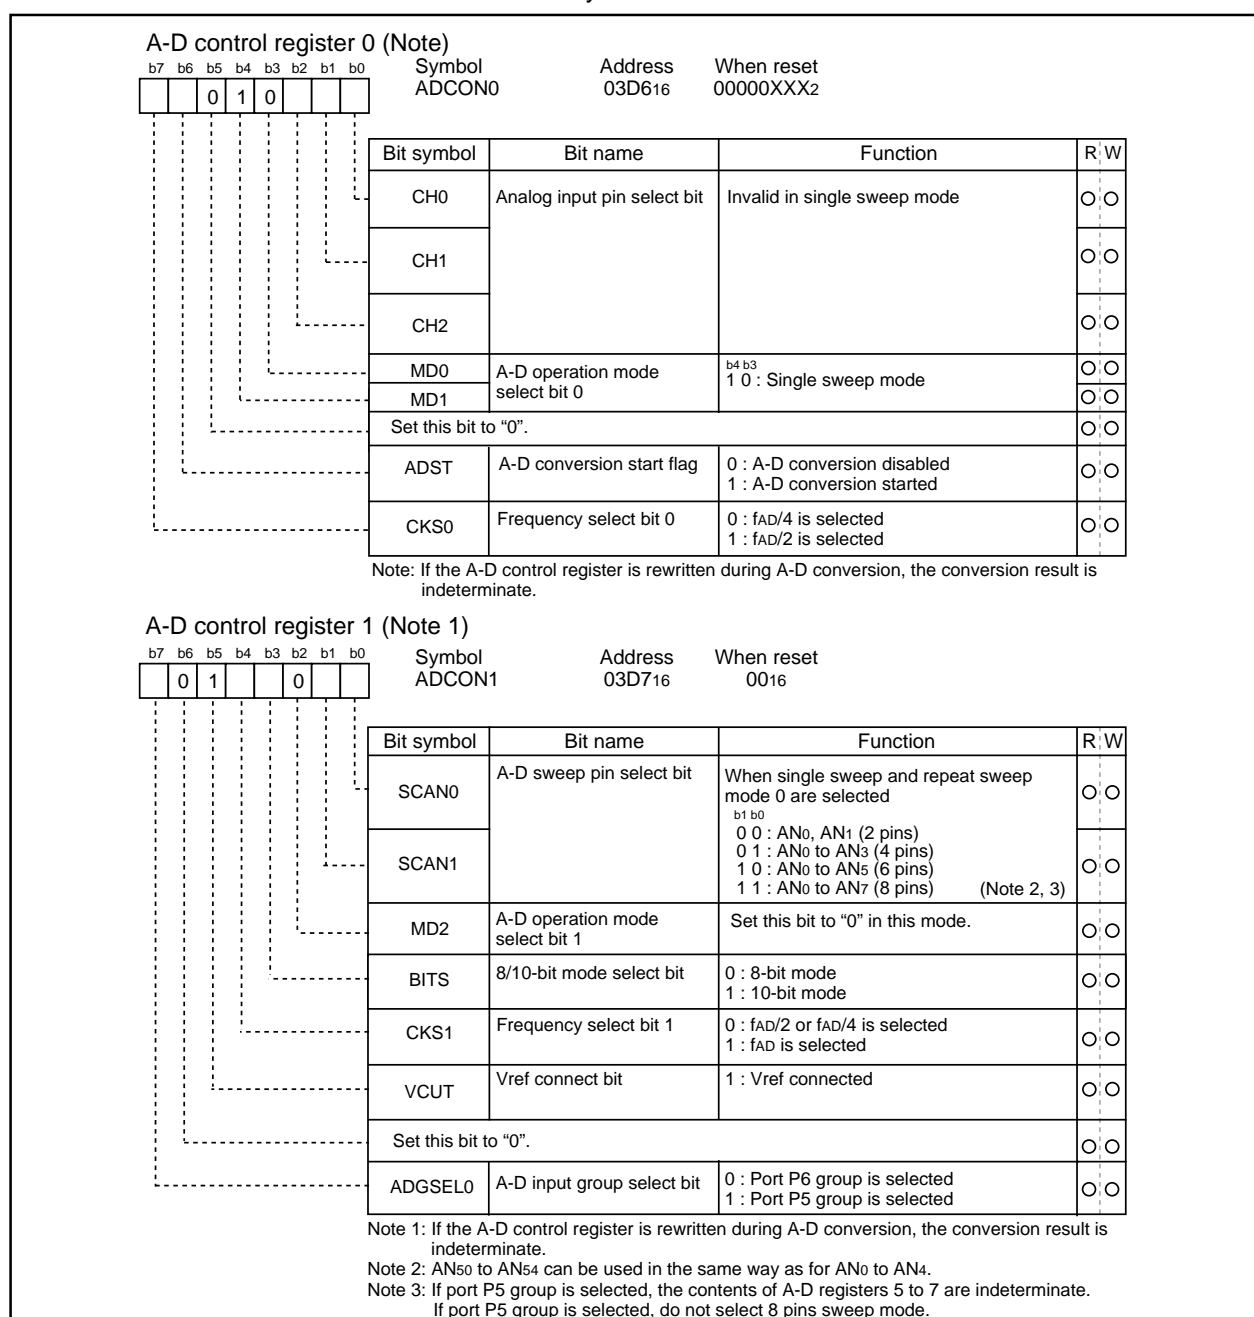 A-D control register 0 (Note)
b7 b6 b5 b4 b3 b2 b1 b0
0 1 0
Symbol Address When reset
ADCON0 03D616 00000XXX2
Bit symbol Bit name Function R W
CH0 Analog input pin select bit Invalid in single sweep mode
CH1
CH2
MD0 A-D operation mode select bit 0 b4 b3
MD1 1 0 : Single sweep mode
Set this bit to “0”.
ADST A-D conversion start flag 0 : A-D conversion disabled
1 : A-D conversion started
CKS0 Frequency select bit 0 0 : fAD/4 is selected
1 : fAD/2 is selected
Note: If the A-D control register is rewritten during A-D conversion, the conversion result is
indeterminate.
A-D control register 1 (Note 1)
b7 b6 b5 b4 b3 b2 b1 b0
0 1 0
Symbol Address When reset
ADCON1 03D716 0016
Bit symbol Bit name Function R W
SCAN0 A-D sweep pin select bit When single sweep and repeat sweep
mode 0 are selected
b1 b0
0 0 : AN0, AN1 (2 pins)
0 1 : AN0 to AN3 (4 pins)
SCAN1 1 0 : AN0 to AN5 (6 pins)
1 1 : AN0 to AN7 (8 pins) (Note 2, 3)
MD2 A-D operation mode
select bit 1 Set this bit to “0” in this mode.
BITS 8/10-bit mode select bit 0 : 8-bit mode
1 : 10-bit mode
CKS1 Frequency select bit 1 0 : fAD/2 or fAD/4 is selected
1 : fAD is selected
VCUT Vref connect bit 1 : Vref connected
Set this bit to “0”.
ADGSEL0 A-D input group select bit 0 : Port P6 group is selected
1 : Port P5 group is selected
Note 1: If the A-D control register is rewritten during A-D conversion, the conversion result is
indeterminate.
Note 2: AN50 to AN54 can be used in the same way as for AN0 to AN4.
Note 3: If port P5 group is selected, the contents of A-D registers 5 to 7 are indeterminate.
If port P5 group is selected, do not select 8 pins sweep mode.